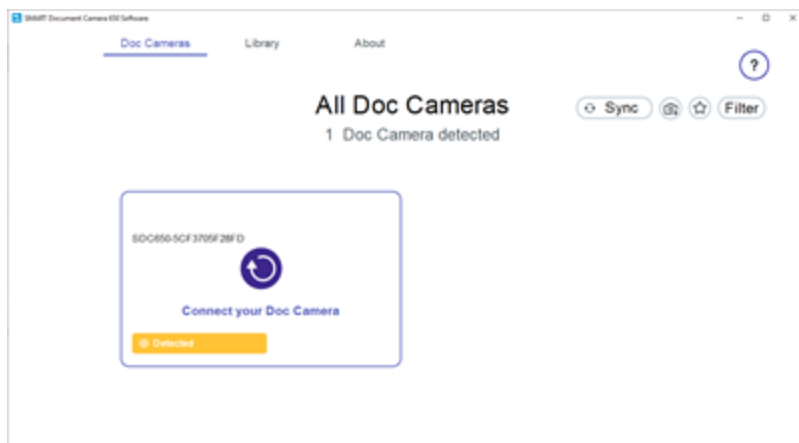 SMART Document Camera 650 Software
Doc Cameras Library About
?
All Doc Cameras
Sync Filter
1 Doc Camera detected
SDC650-5CF3705F28FD
Connect your Doc Camera
Detected